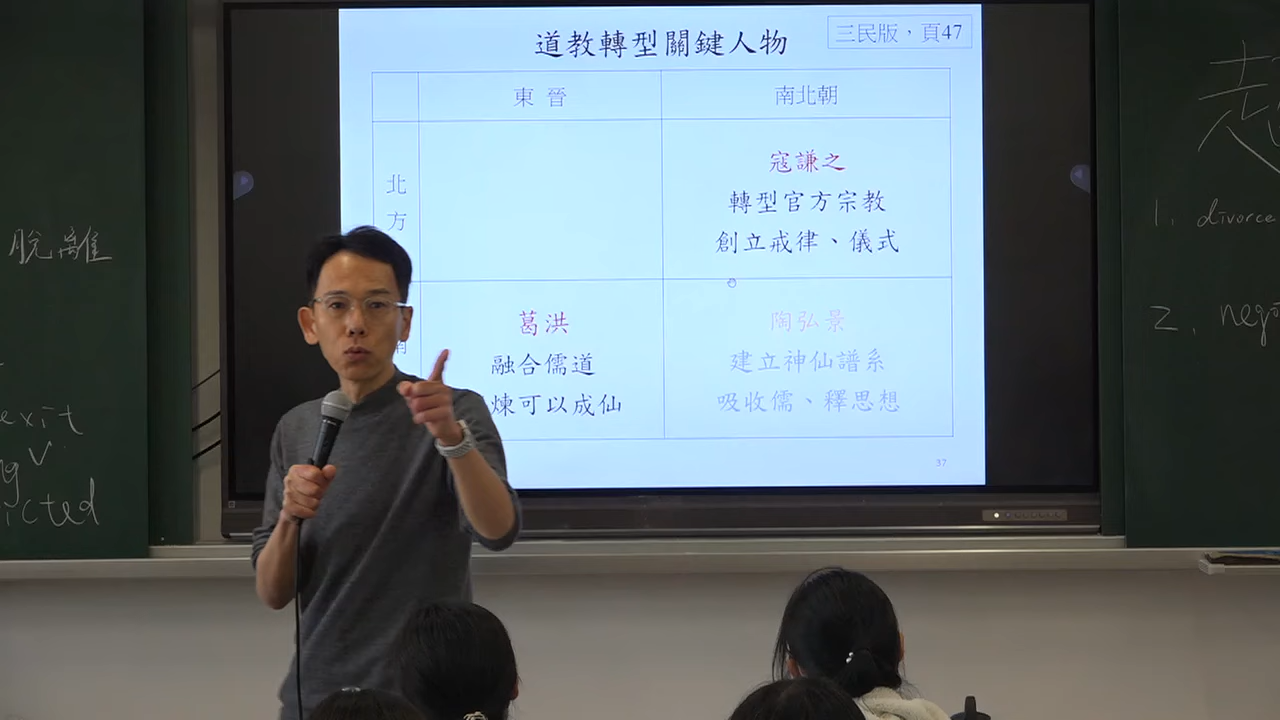 道教轉型關鍵人物
三民版，頁47
東晉
南北朝
北方
寇謙之
轉型官方宗教
創立戒律、儀式
葛洪
融合儒道
煉可以成仙
陶弘景
建立神仙譜系
吸收儒、釋思想
37
脫離
exit
icted
1. divorce
2.